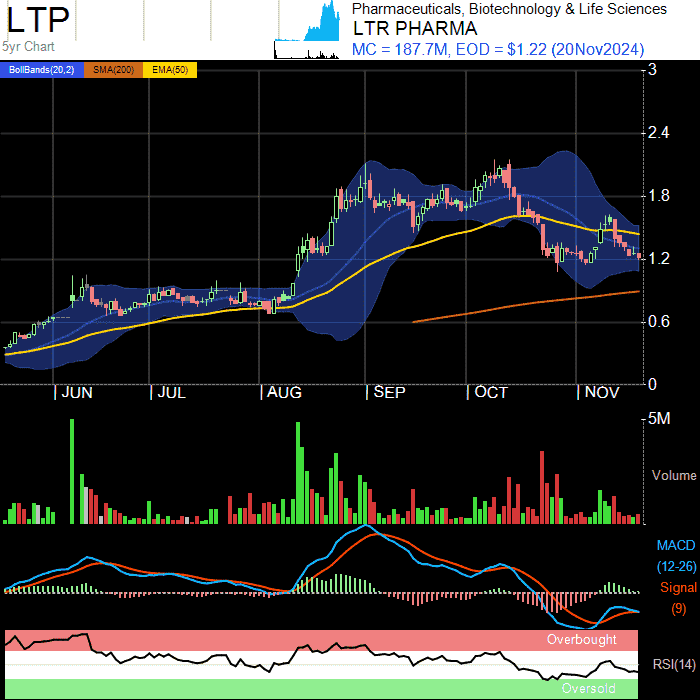 LTP
5yr Chart
Pharmaceuticals, Biotechnology & Life Sciences
LTR PHARMA
MC = 187.7M, EOD = $1.22 (20Nov2024)
BollBands(20,2) SMA(200) EMA(50)
3
2.4
1.8
1.2
0.6
0
JUN JUL AUG SEP OCT NOV
5M
Volume
MACD
(12-26)
Signal
(9)
Overbought
RSI(14)
Oversold